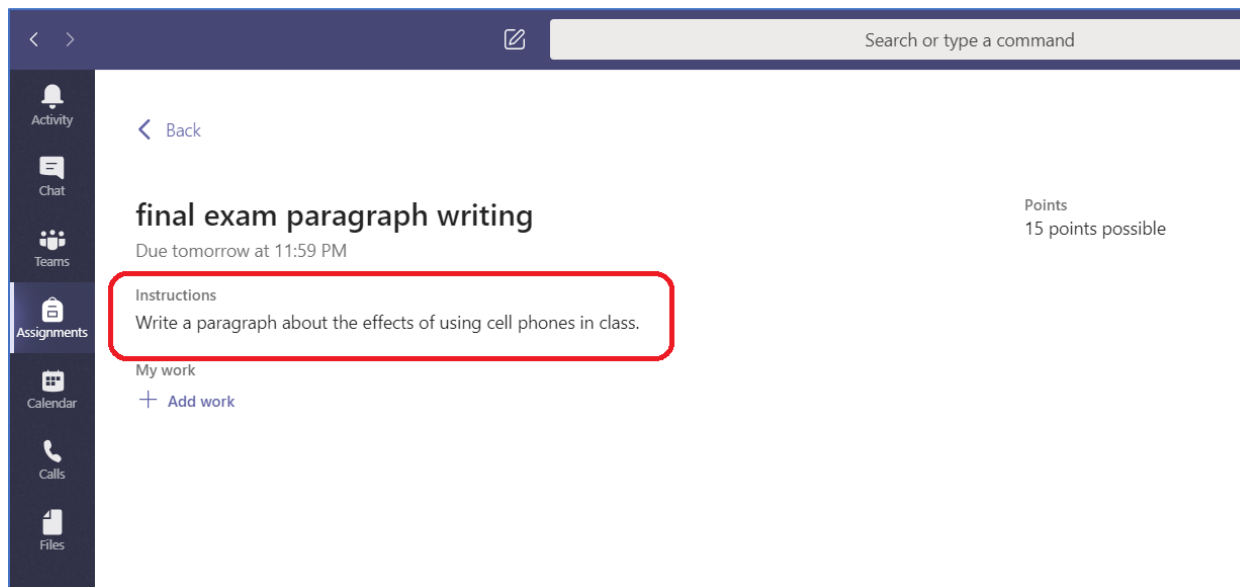 Search or type a command
Activity
Chat
Teams
Assignments
Calendar
Calls
Files
Back
final exam paragraph writing
Due tomorrow at 11:59 PM
Instructions
Write a paragraph about the effects of using cell phones in class.
My work
Add work
Points
15 points possible